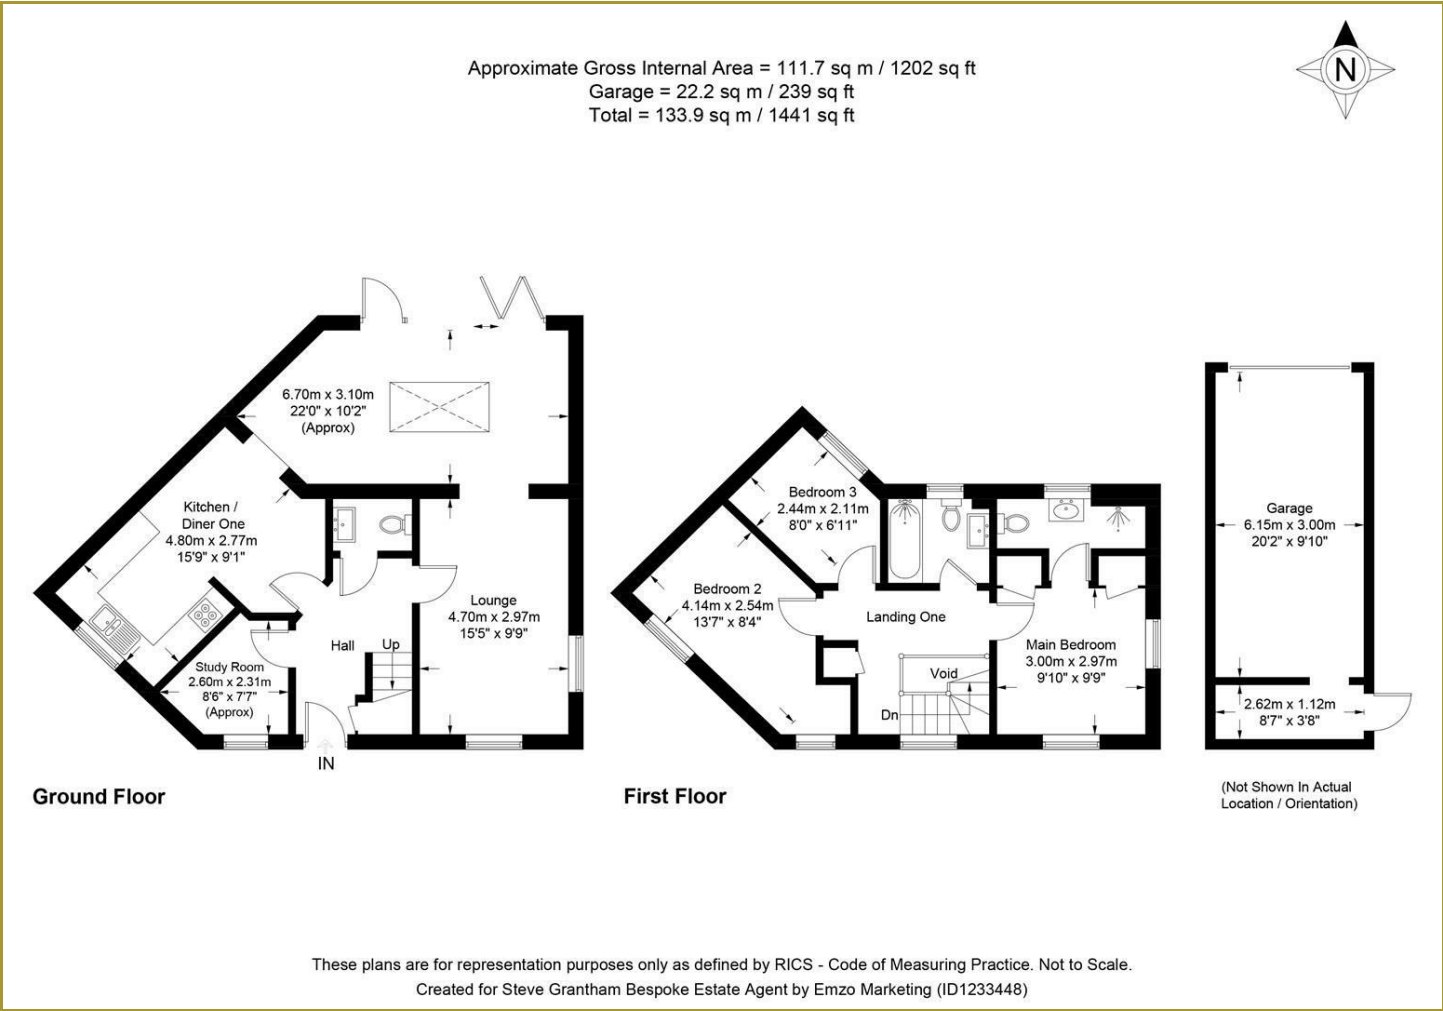 Approximate Gross Internal Area = 111.7 sq m / 1202 sq ft
Garage = 22.2 sq m / 239 sq ft
Total = 133.9 sq m / 1441 sq ft
N
6.70m x 3.10m
22'0" x 10'2"
(Approx)
Kitchen /
Diner One
4.80m x 2.77m
15'9" x 9'1"
Lounge
4.70m x 2.97m
15'5" x 9'9"
Hall
Up
Study Room
2.60m x 2.31m
8'6" x 7'7"
(Approx)
IN
Ground Floor
Bedroom 3
2.44m x 2.11m
8'0" x 6'11"
Bedroom 2
4.14m x 2.54m
13'7" x 8'4"
Landing One
Main Bedroom
3.00m x 2.97m
9'10" x 9'9"
Void
Dn
First Floor
Garage
6.15m x 3.00m
20'2" x 9'10"
2.62m x 1.12m
8'7" x 3'8"
(Not Shown In Actual
Location / Orientation)
These plans are for representation purposes only as defined by RICS - Code of Measuring Practice. Not to Scale.
Created for Steve Grantham Bespoke Estate Agent by Emzo Marketing (ID1233448)